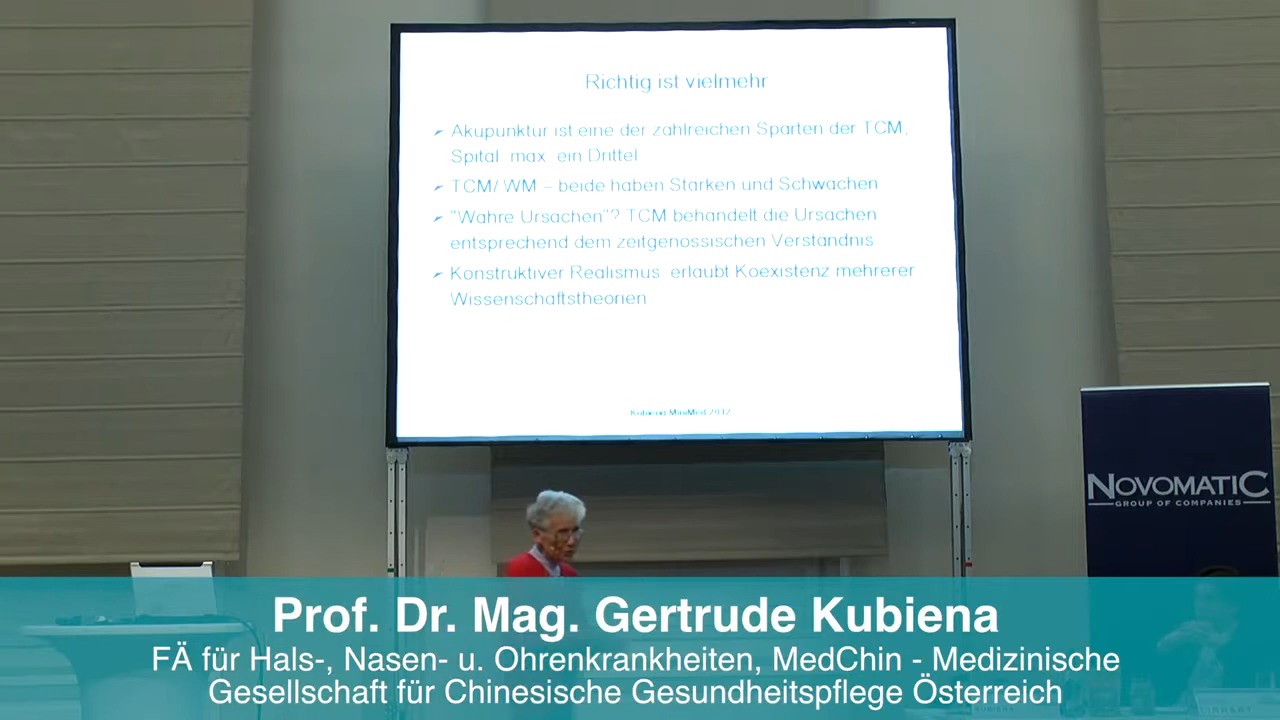 Richtig ist vielmehr
Akupunktur ist eine der zahlreichen Sparten der TCM,
Spital max. ein Drittel
TCM/ WM – beide haben Stärken und Schwächen
"Wahre Ursachen"? TCM behandelt die Ursachen
entsprechend dem zeitgenössischen Verständnis
Konstruktiver Realismus erlaubt Koexistenz mehrerer
Wissenschaftstheorien
Kubiena MiniMed 2012
NOVOMATIC
GROUP OF COMPANIES
Prof. Dr. Mag. Gertrude Kubiena
FÄ für Hals-, Nasen- u. Ohrenkrankheiten, MedChin - Medizinische
Gesellschaft für Chinesische Gesundheitspflege Österreich